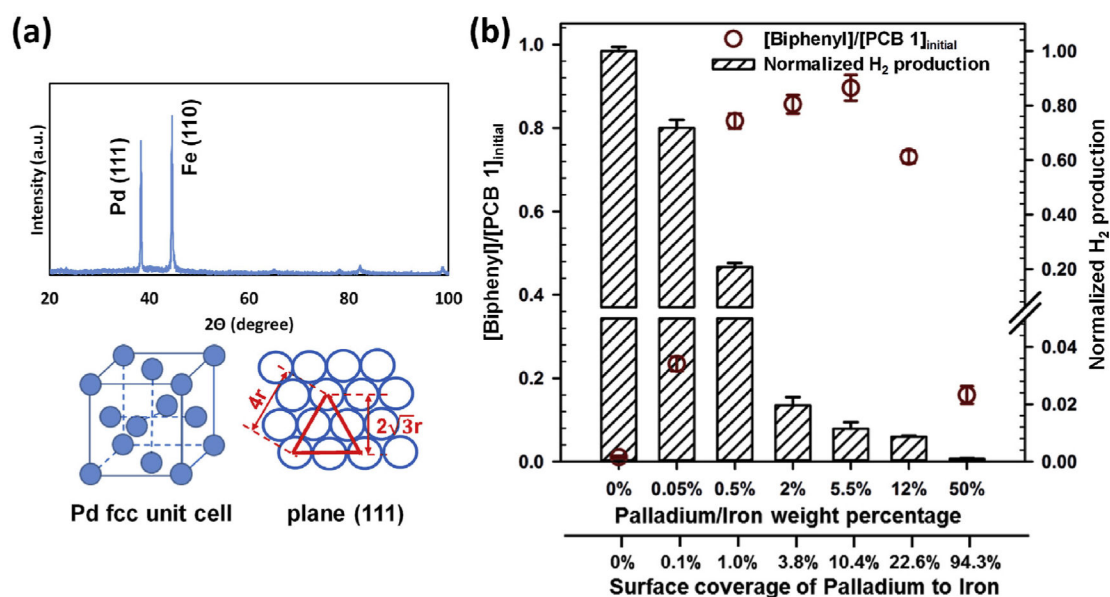 (a)
Intensity (a.u.)
Pd (111)
Fe (110)
20 40 60 80 100
2Θ (degree)
4r
2√3r
Pd fcc unit cell
plane (111)
(b)
[Biphenyl]/[PCB 1]initial
Normalized H2 production
[Biphenyl]/[PCB 1]initial
1.0
0.8
0.6
0.4
0.2
0.0
1.00
0.80
0.60
0.40
0.20
0.04
0.02
0.00
Normalized H2 production
0% 0.05% 0.5% 2% 5.5% 12% 50%
Palladium/Iron weight percentage
0% 0.1% 1.0% 3.8% 10.4% 22.6% 94.3%
Surface coverage of Palladium to Iron